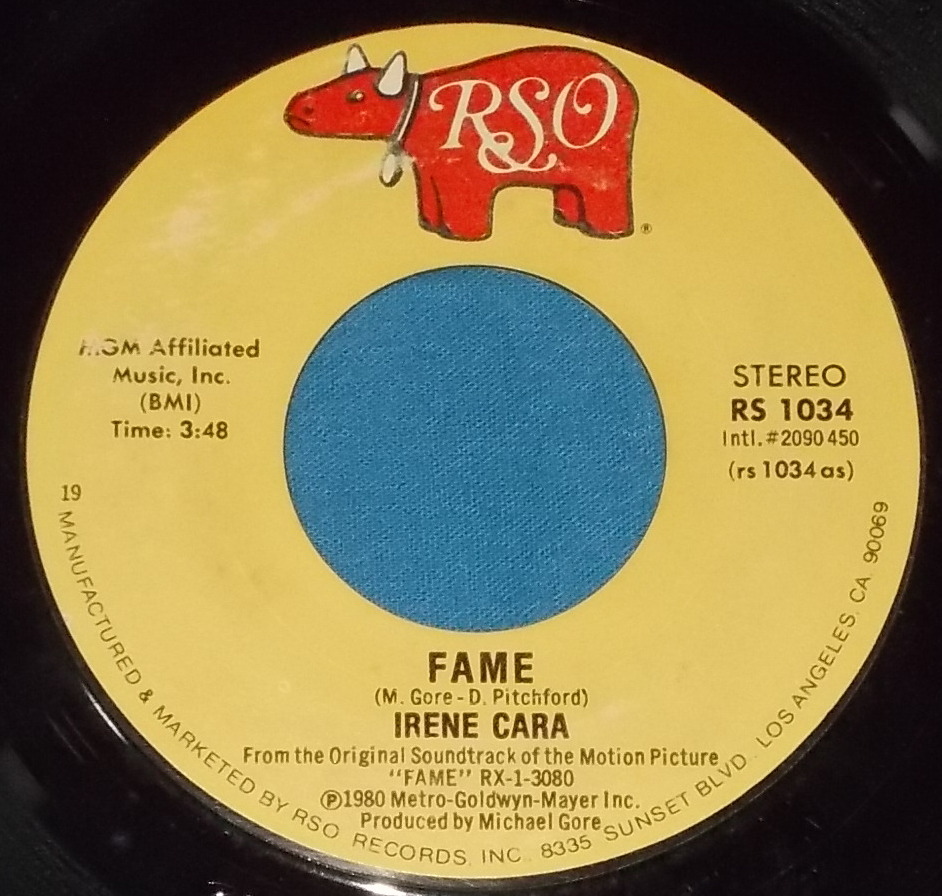 RSO
®
MGM Affiliated
Music, Inc.
(BMI)
Time: 3:48
STEREO
RS 1034
Intl.#2090 450
(rs 1034 as)
19
FAME
(M. Gore - D. Pitchford)
IRENE CARA
From the Original Soundtrack of the Motion Picture
"FAME" RX-1-3080
℗1980 Metro-Goldwyn-Mayer Inc.
Produced by Michael Gore
MANUFACTURED & MARKETED BY RSO RECORDS, INC., 8335 SUNSET BLVD., LOS ANGELES, CA. 90069